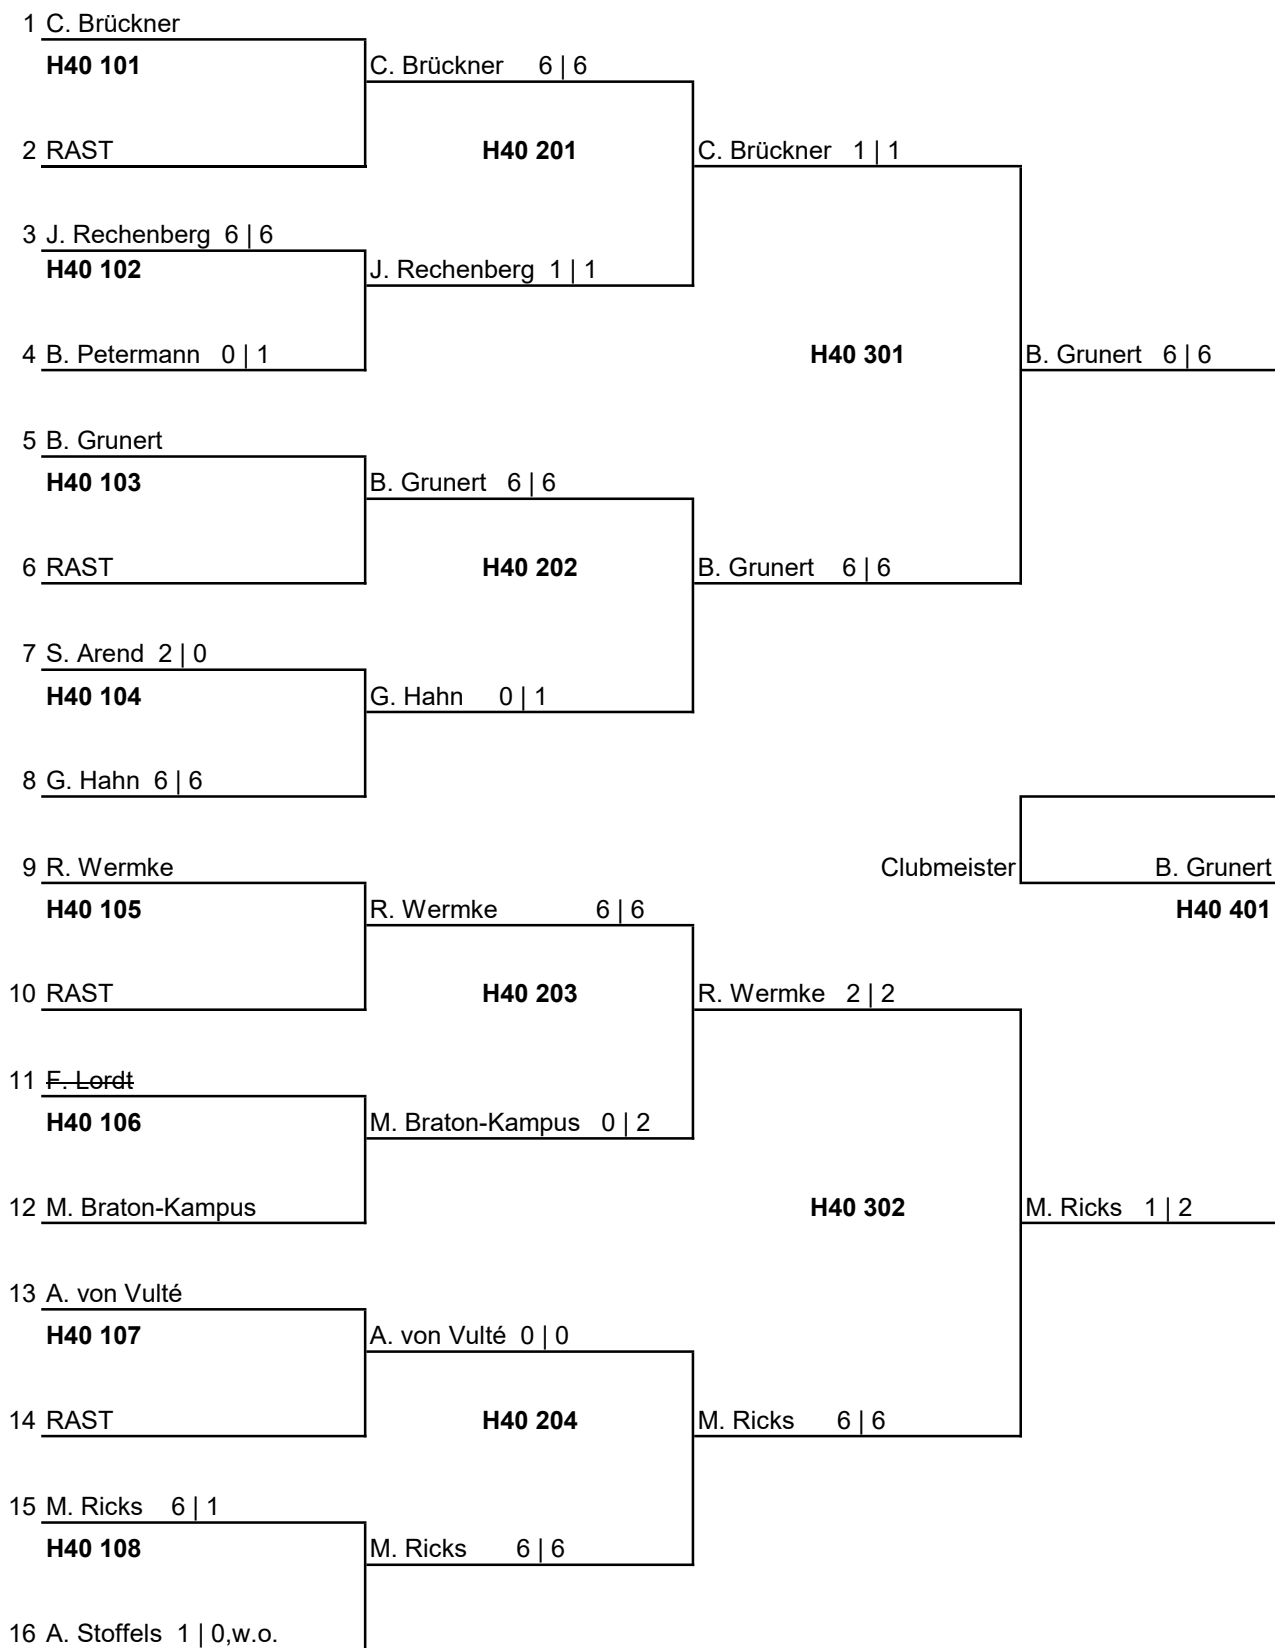 1 C. Brückner
H40 101
C. Brückner 6 | 6
2 RAST
H40 201
C. Brückner 1 | 1
3 J. Rechenberg 6 | 6
H40 102
J. Rechenberg 1 | 1
4 B. Petermann 0 | 1
H40 301
B. Grunert 6 | 6
5 B. Grunert
H40 103
B. Grunert 6 | 6
6 RAST
H40 202
B. Grunert 6 | 6
7 S. Arend 2 | 0
H40 104
G. Hahn 0 | 1
8 G. Hahn 6 | 6
9 R. Wermke
Clubmeister
B. Grunert
H40 105
R. Wermke 6 | 6
H40 401
10 RAST
H40 203
R. Wermke 2 | 2
11 F. Lordt
H40 106
M. Braton-Kampus 0 | 2
12 M. Braton-Kampus
H40 302
M. Ricks 1 | 2
13 A. von Vulté
H40 107
A. von Vulté 0 | 0
14 RAST
H40 204
M. Ricks 6 | 6
15 M. Ricks 6 | 1
H40 108
M. Ricks 6 | 6
16 A. Stoffels 1 | 0,w.o.